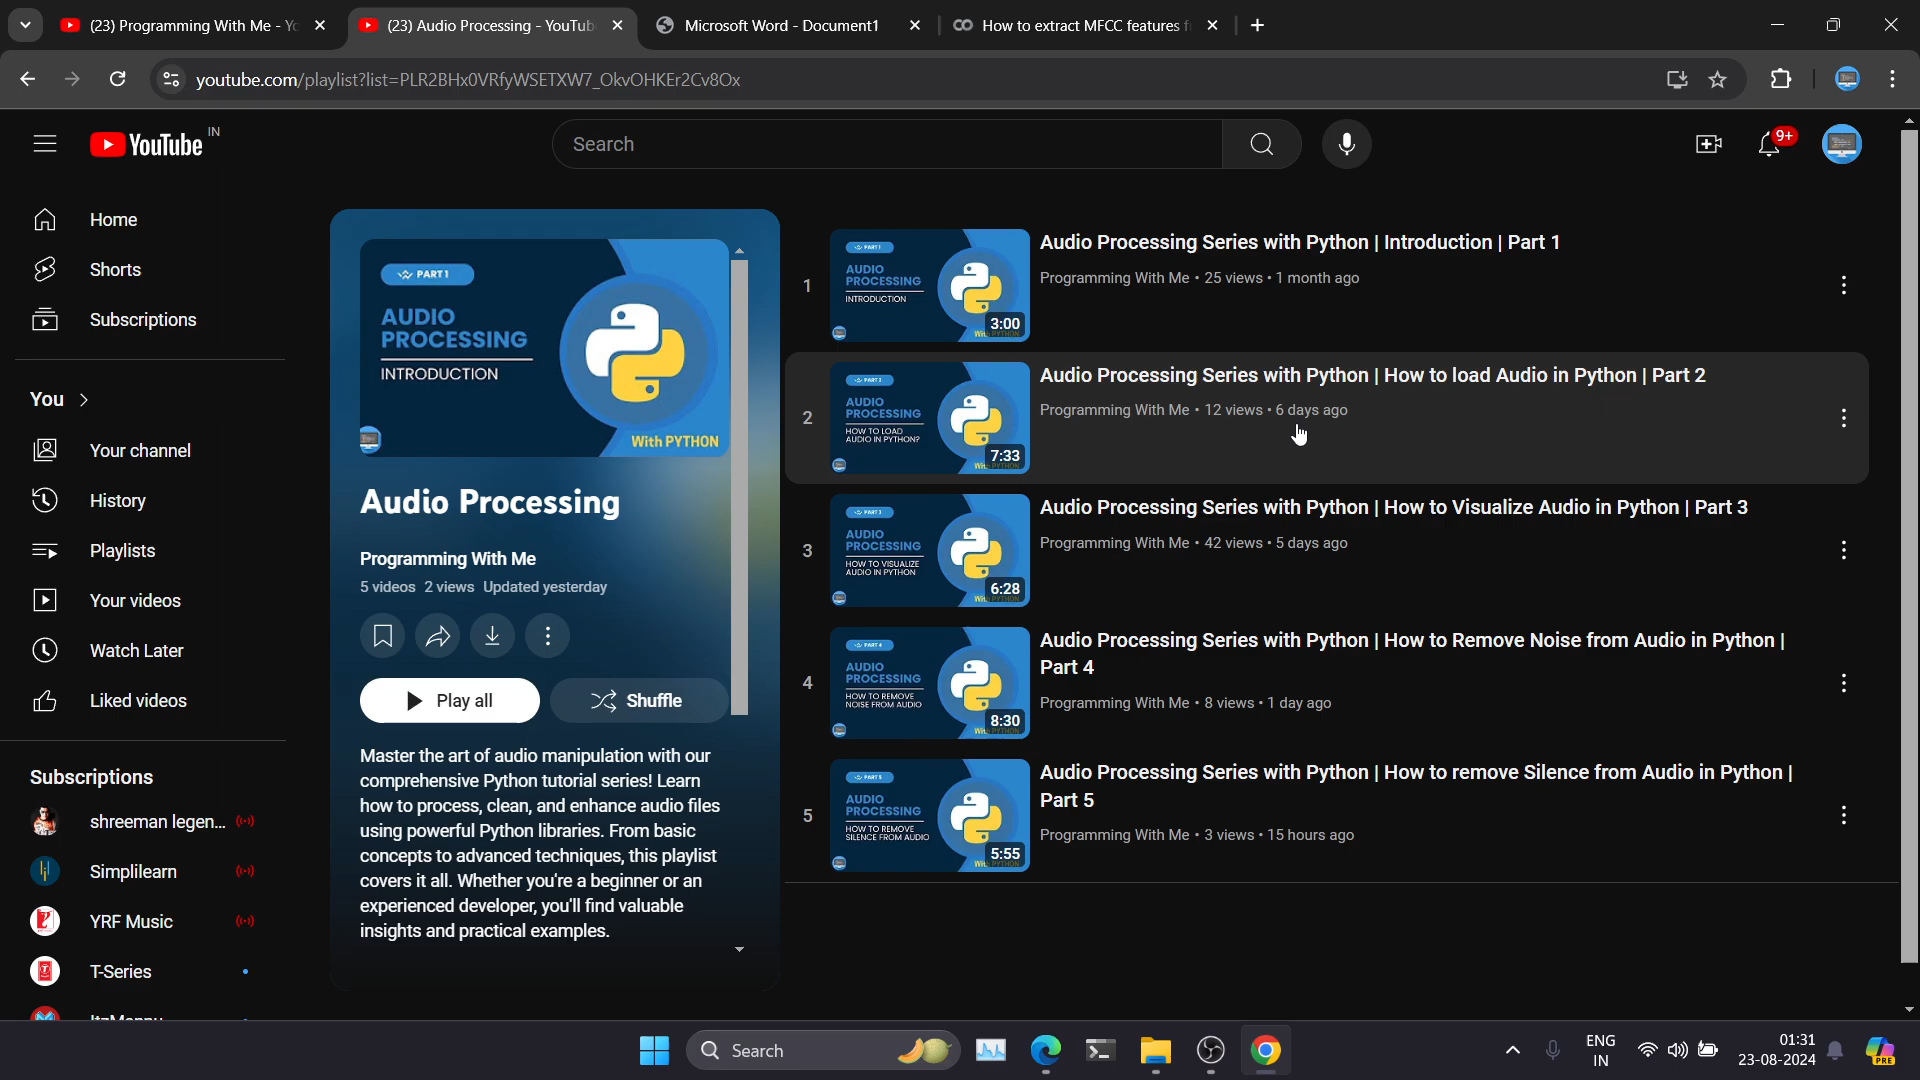 (23) Programming With Me - Yo
(23) Audio Processing - YouTub
Microsoft Word - Document1
How to extract MFCC features f
youtube.com/playlist?list=PLR2BHx0VRfyWSETXW7_OkvOHKEr2Cv8Ox
YouTube IN
Search
9+
Home
Shorts
Subscriptions
You >
Your channel
History
Playlists
Your videos
Watch Later
Liked videos
Subscriptions
shreeman legen...
Simplilearn
YRF Music
T-Series
PART 1
AUDIO
PROCESSING
INTRODUCTION
With PYTHON
Audio Processing
Programming With Me
5 videos 2 views Updated yesterday
Play all
Shuffle
Master the art of audio manipulation with our
comprehensive Python tutorial series! Learn
how to process, clean, and enhance audio files
using powerful Python libraries. From basic
concepts to advanced techniques, this playlist
covers it all. Whether you're a beginner or an
experienced developer, you'll find valuable
insights and practical examples.
1
PART 1
AUDIO
PROCESSING
INTRODUCTION
3:00
Audio Processing Series with Python | Introduction | Part 1
Programming With Me • 25 views • 1 month ago
2
PART 2
AUDIO
PROCESSING
HOW TO LOAD
AUDIO IN PYTHON?
7:33
Audio Processing Series with Python | How to load Audio in Python | Part 2
Programming With Me • 12 views • 6 days ago
3
PART 3
AUDIO
PROCESSING
HOW TO VISUALIZE
AUDIO IN PYTHON
6:28
Audio Processing Series with Python | How to Visualize Audio in Python | Part 3
Programming With Me • 42 views • 5 days ago
4
PART 4
AUDIO
PROCESSING
HOW TO REMOVE
NOISE FROM AUDIO
8:30
Audio Processing Series with Python | How to Remove Noise from Audio in Python |
Part 4
Programming With Me • 8 views • 1 day ago
5
PART 5
AUDIO
PROCESSING
HOW TO REMOVE
SILENCE FROM AUDIO
5:55
Audio Processing Series with Python | How to remove Silence from Audio in Python |
Part 5
Programming With Me • 3 views • 15 hours ago
Search
ENG
IN
01:31
23-08-2024
PRE